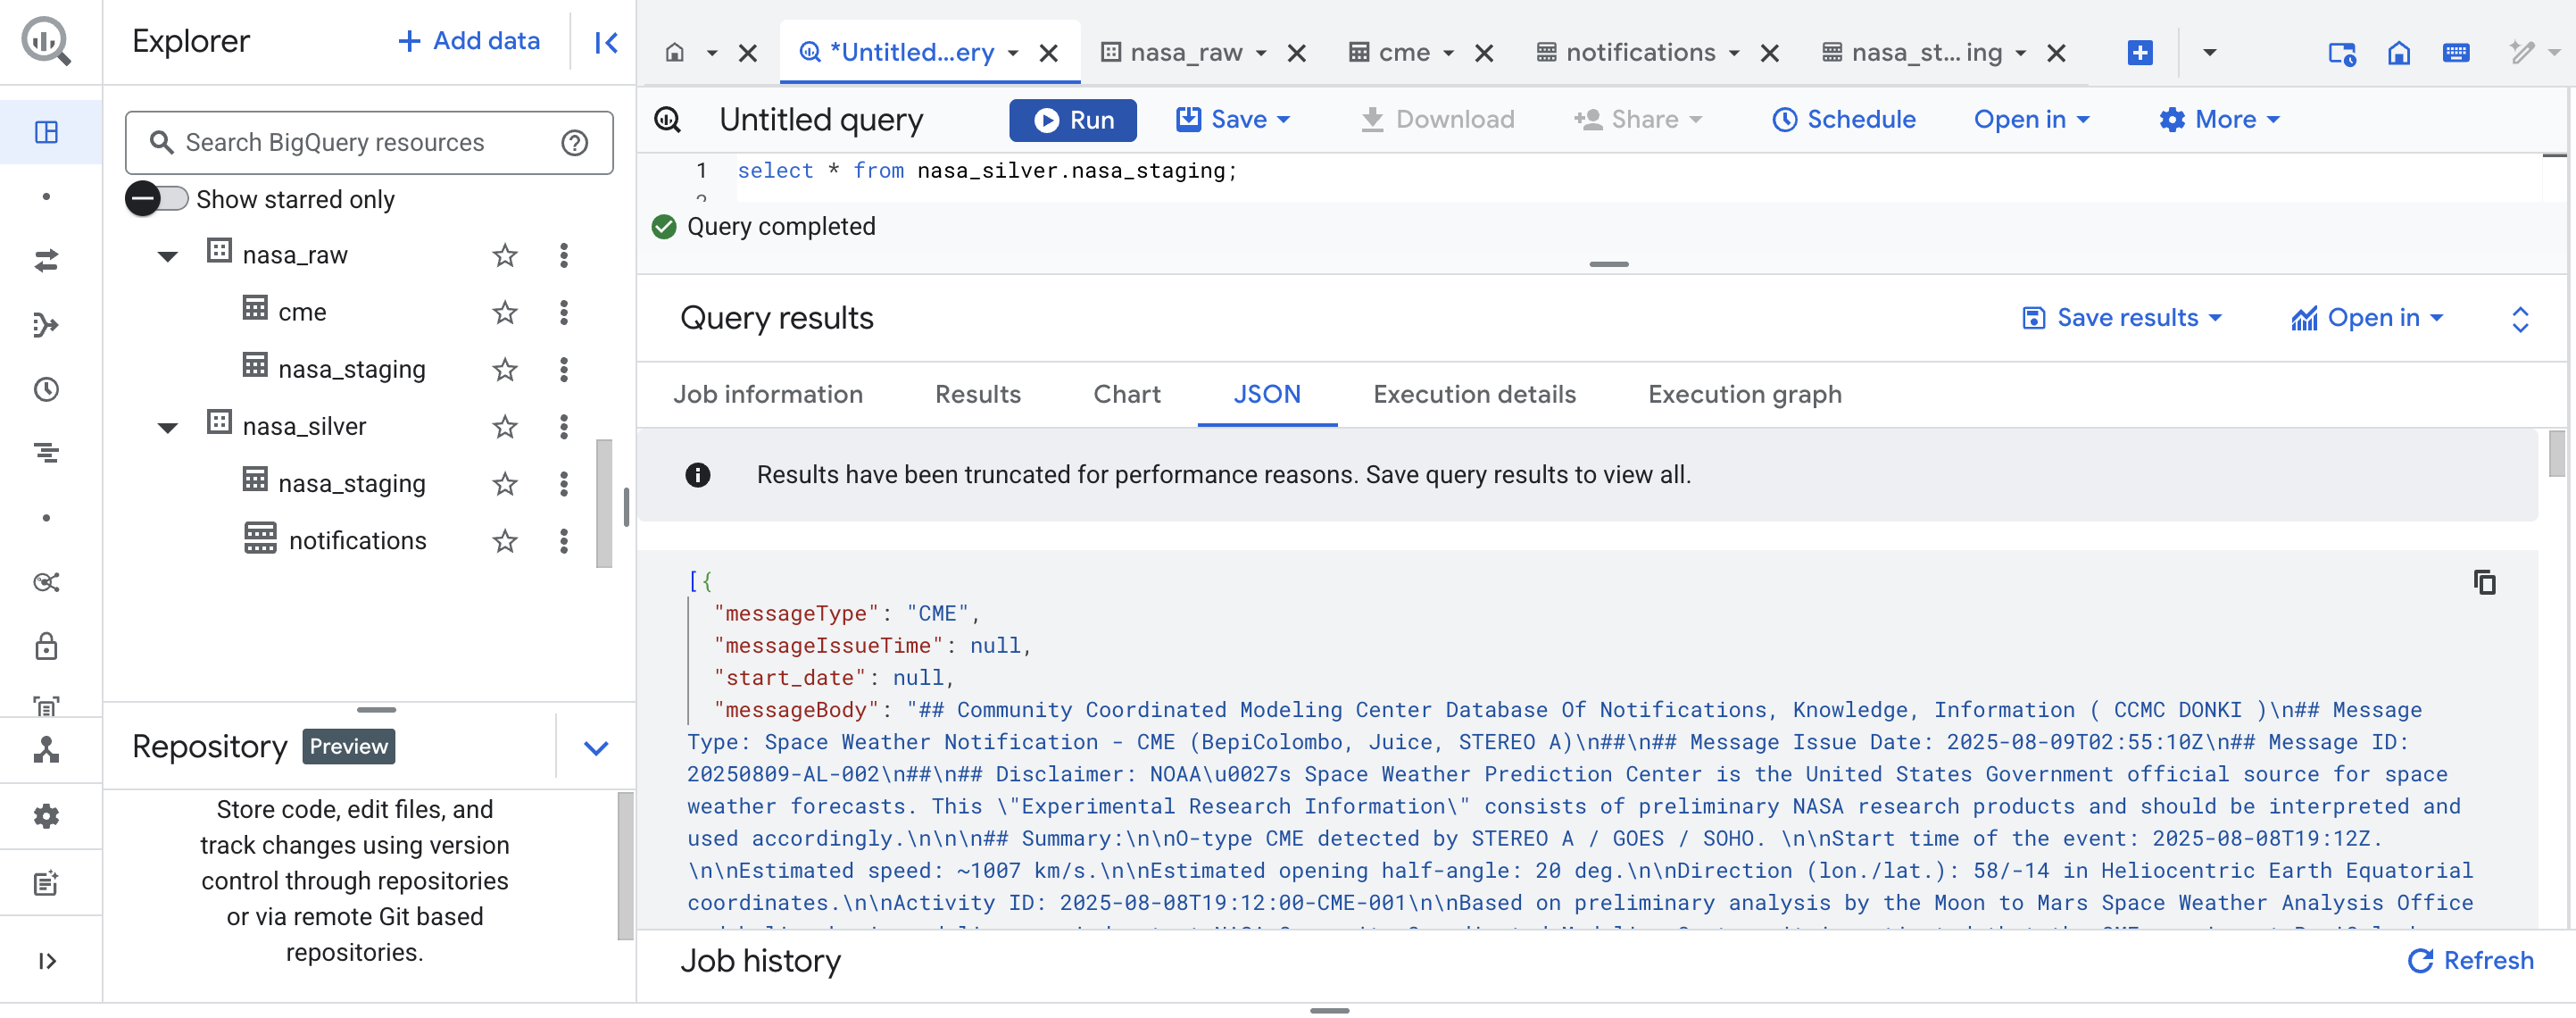 Explorer
Add data
Search BigQuery resources
Show starred only
nasa_raw
cme
nasa_staging
nasa_silver
nasa_staging
notifications
Repository Preview
Store code, edit files, and
track changes using version
control through repositories
or via remote Git based
repositories.
*Untitled...ery
nasa_raw
cme
notifications
nasa_st... ing
Untitled query
Run
Save
Download
Share
Schedule
Open in
More
1 select * from nasa_silver.nasa_staging;
Query completed
Query results
Save results
Open in
Job information
Results
Chart
JSON
Execution details
Execution graph
Results have been truncated for performance reasons. Save query results to view all.
[{
"messageType": "CME",
"messageIssueTime": null,
"start_date": null,
"messageBody": "## Community Coordinated Modeling Center Database Of Notifications, Knowledge, Information ( CCMC DONKI )\n## Message
Type: Space Weather Notification - CME (BepiColombo, Juice, STEREO A)\n##\n## Message Issue Date: 2025-08-09T02:55:10Z\n## Message ID:
20250809-AL-002\n##\n## Disclaimer: NOAA\u0027s Space Weather Prediction Center is the United States Government official source for space
weather forecasts. This \"Experimental Research Information\" consists of preliminary NASA research products and should be interpreted and
used accordingly.\n\n\n## Summary:\n\nO-type CME detected by STEREO A / GOES / SOHO. \n\nStart time of the event: 2025-08-08T19:12Z.
\n\nEstimated speed: ~1007 km/s.\n\nEstimated opening half-angle: 20 deg.\n\nDirection (lon./lat.): 58/-14 in Heliocentric Earth Equatorial
coordinates.\n\nActivity ID: 2025-08-08T19:12:00-CME-001\n\nBased on preliminary analysis by the Moon to Mars Space Weather Analysis Office
Job history
Refresh